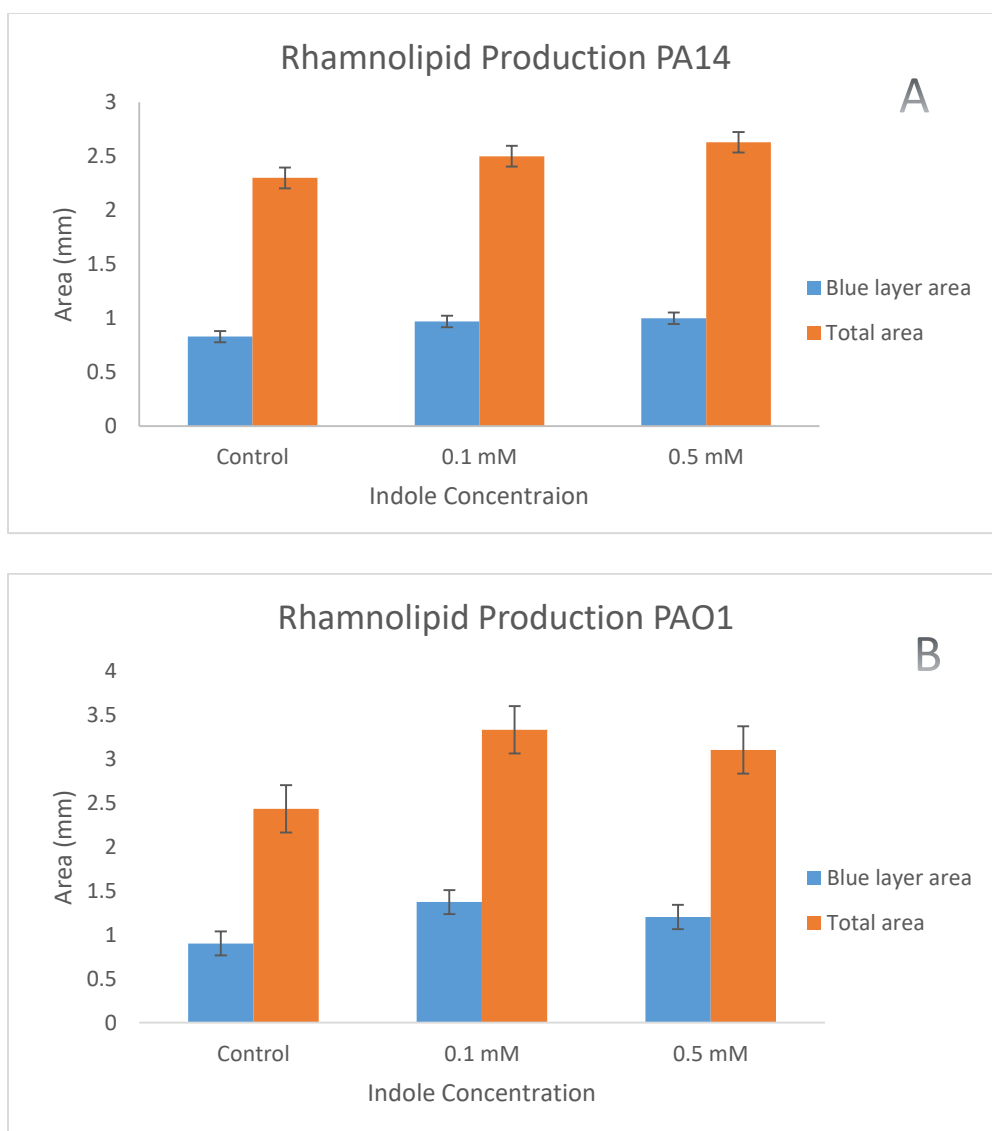 Rhamnolipid Production PA14
A
3
2.5
2
1.5
1
0.5
0
Area (mm)
Control 0.1 mM 0.5 mM
Indole Concentraion
Blue layer area
Total area
Rhamnolipid Production PAO1
B
4
3.5
3
2.5
2
1.5
1
0.5
0
Area (mm)
Control 0.1 mM 0.5 mM
Indole Concentration
Blue layer area
Total area